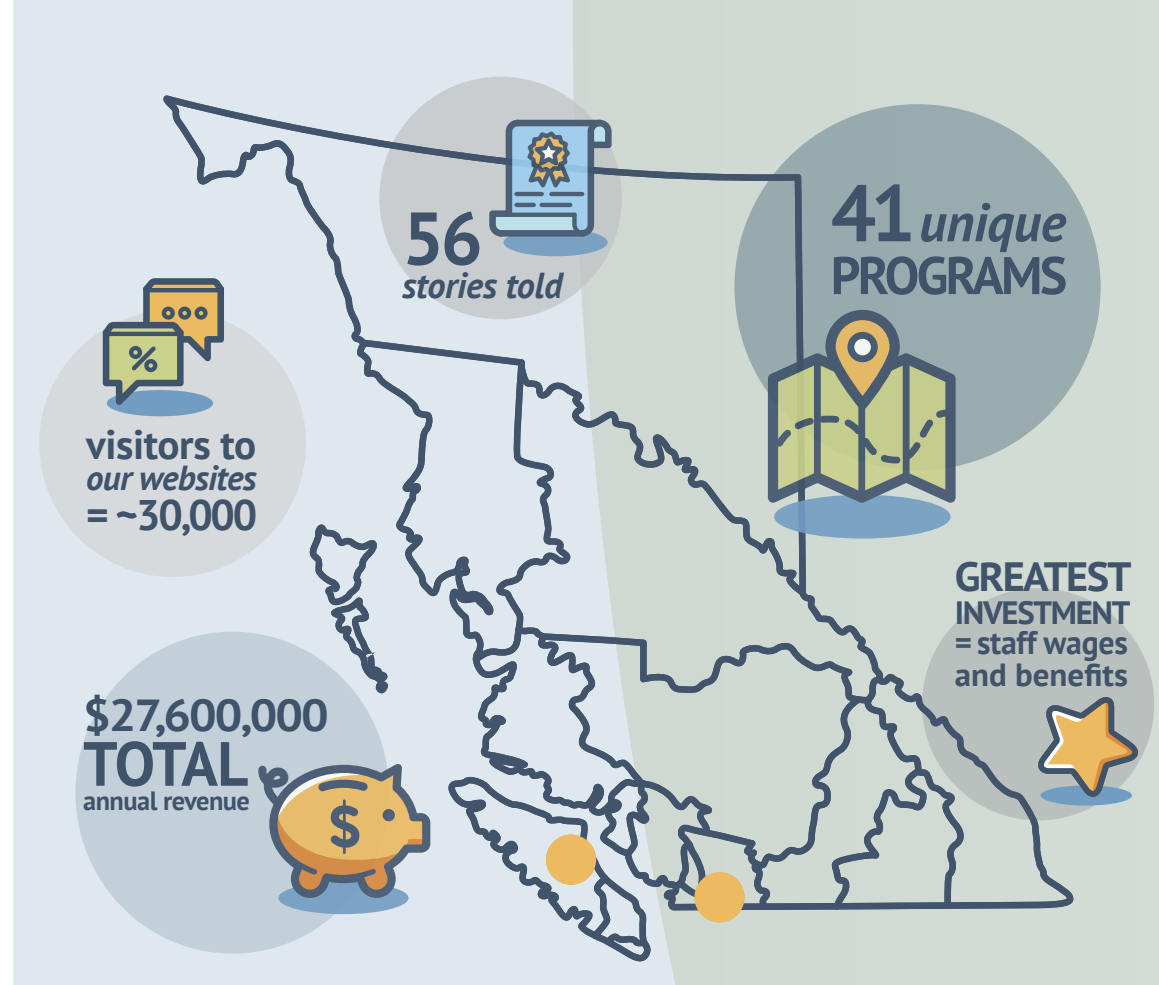 56
stories told
41 unique
PROGRAMS
%
visitors to
our websites
= ~30,000
GREATEST
INVESTMENT
= staff wages
and benefits
$27,600,000
TOTAL
annual revenue
$